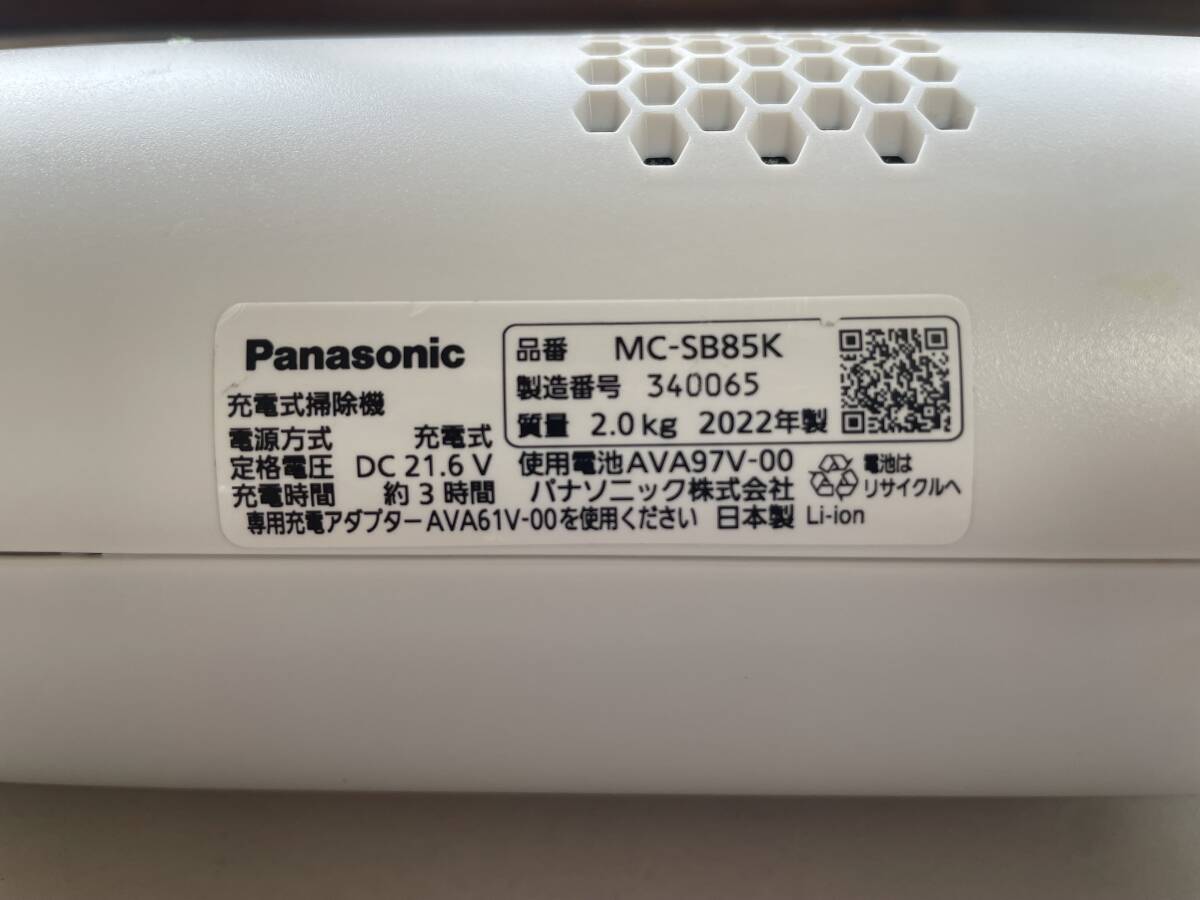 Panasonic
充電式掃除機
電源方式 充電式
定格電圧 DC 21.6 V
充電時間 約 3 時間
専用充電アダプターAVA61V-00を使用ください
品番 MC-SB85K
製造番号 340065
質量 2.0 kg 2022年製
使用電池AVA97V-00
パナソニック株式会社
日本製 Li-ion
電池は
リサイクルへ